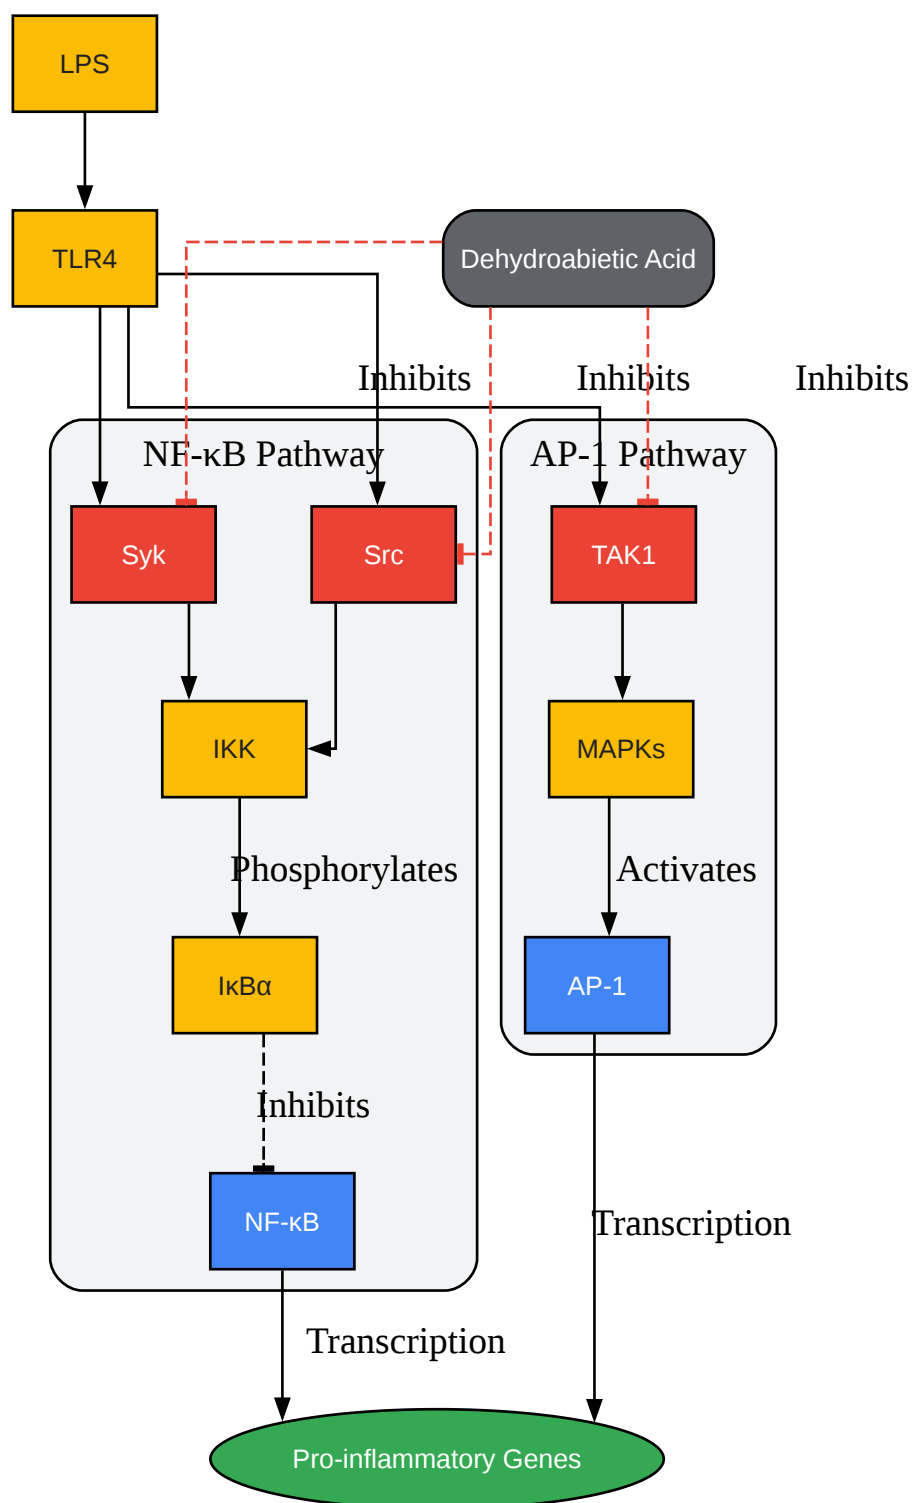 LPS
TLR4
Dehydroabietic Acid
Inhibits
Inhibits
Inhibits
NF-κB Pathway
AP-1 Pathway
Syk
Src
TAK1
IKK
MAPKs
Phosphorylates
Activates
IκBα
AP-1
Inhibits
NF-κB
Transcription
Transcription
Pro-inflammatory Genes